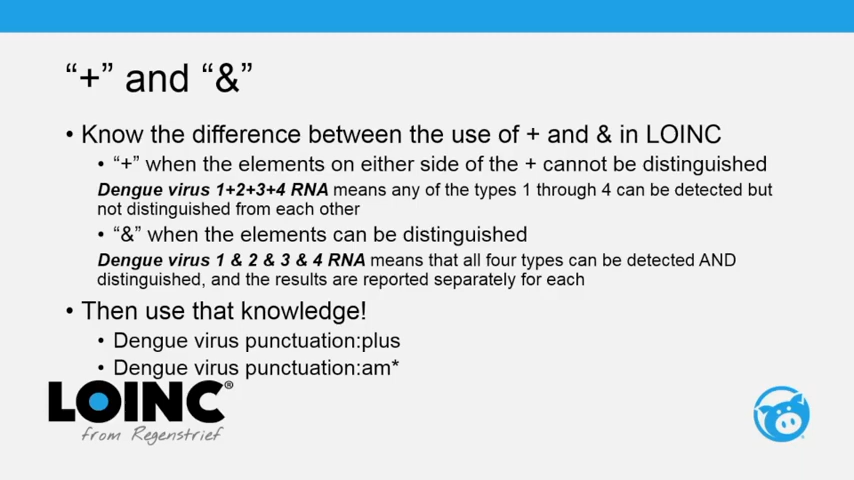 “+” and “&”
• Know the difference between the use of + and & in LOINC
• “+” when the elements on either side of the + cannot be distinguished
Dengue virus 1+2+3+4 RNA means any of the types 1 through 4 can be detected but
not distinguished from each other
• “&” when the elements can be distinguished
Dengue virus 1 & 2 & 3 & 4 RNA means that all four types can be detected AND
distinguished, and the results are reported separately for each
• Then use that knowledge!
• Dengue virus punctuation:plus
• Dengue virus punctuation:am*
LOINC®
from Regenstrief